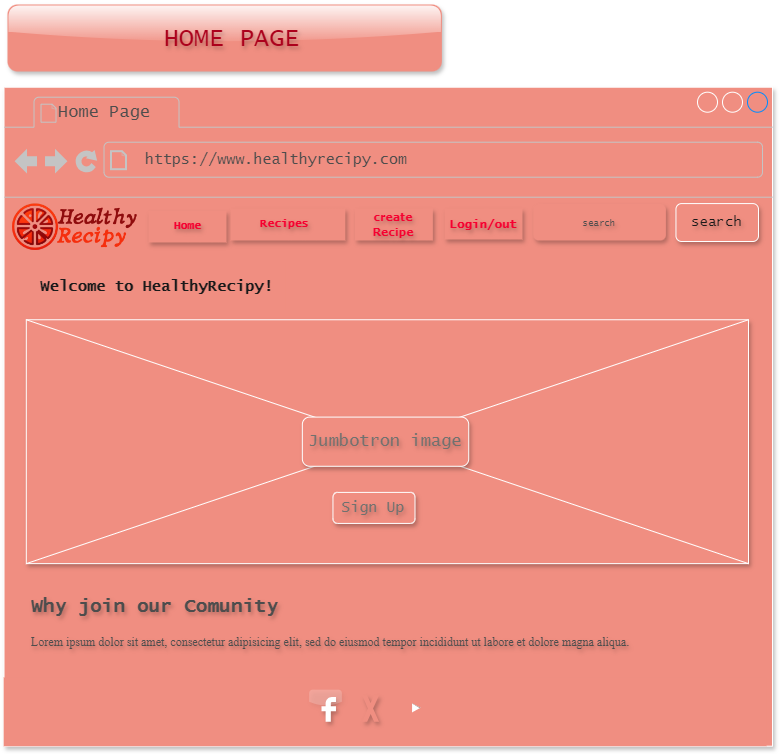 HOME PAGE
Home Page
https://www.healthyrecipy.com
Healthy
Recipy
Home
Recipes
create
Recipe
Login/out
search
search
Welcome to HealthyRecipy!
Jumbotron image
Sign Up
Why join our Comunity
Lorem ipsum dolor sit amet, consectetur adipisicing elit, sed do eiusmod tempor incididunt ut labore et dolore magna aliqua.
f
X